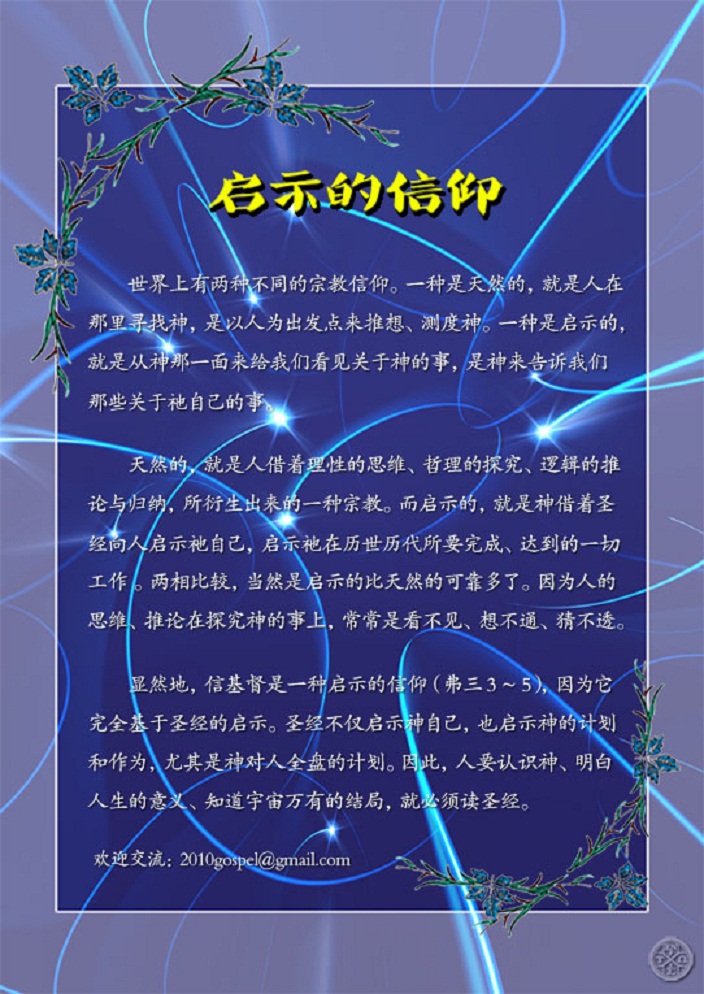 启示的信仰
世界上有两种不同的宗教信仰。一种是天然的，就是人在
那里寻找神，是以人为出发点来推想、测度神。一种是启示的，
就是从神那一面来给我们看见关于神的事，是神来告诉我们
那些关于祂自己的事。
天然的，就是人借着理性的思维、哲理的探究、逻辑的推
论与归纳，所衍生出来的一种宗教。而启示的，就是神借着圣
经向人启示祂自己，启示祂在历世历代所要完成、达到的一切
工作。两相比较，当然是启示的比天然的可靠多了。因为人的
思维、推论在探究神的事上，常常是看不见、想不通、猜不透。
显然地，信基督是一种启示的信仰（弗三３～５），因为它
完全基于圣经的启示。圣经不仅启示神自己，也启示神的计划
和作为，尤其是神对人全盘的计划。因此，人要认识神、明白
人生的意义、知道宇宙万有的结局，就必须读圣经。
欢迎交流：2010gospel@gmail.com